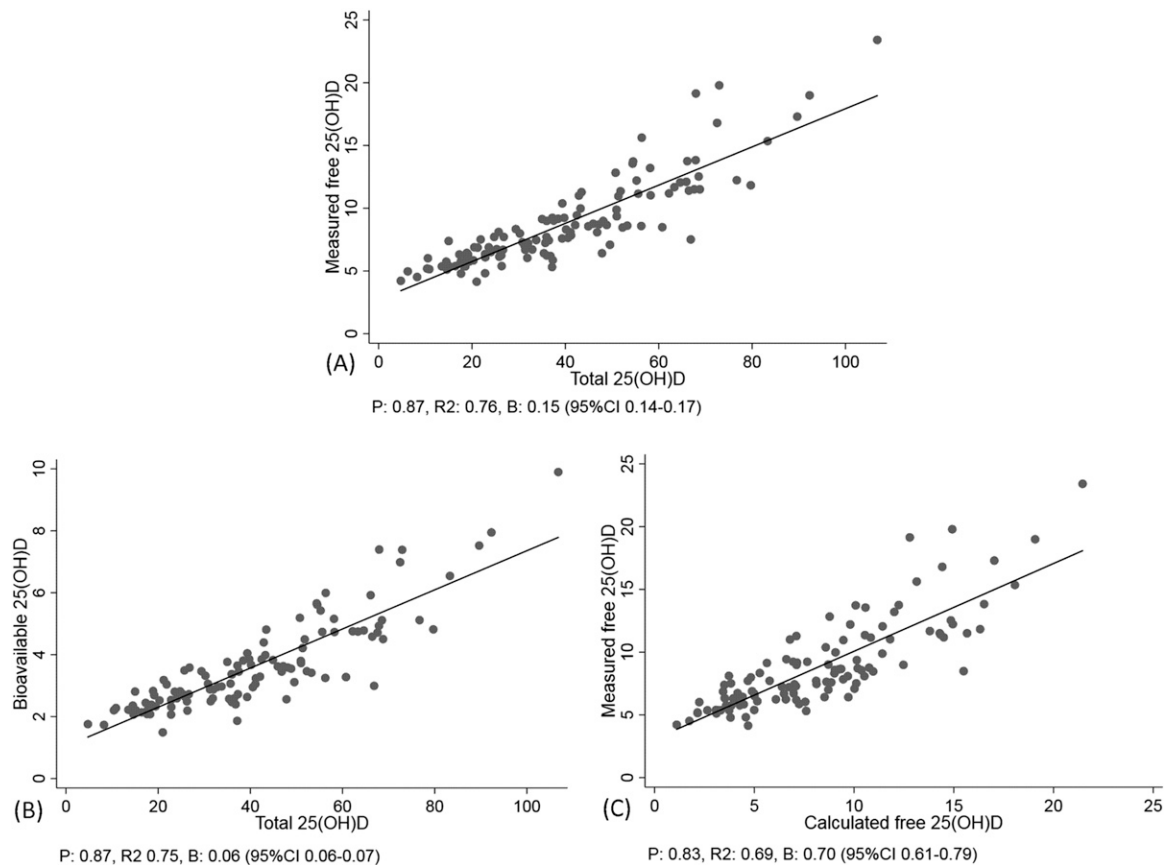 25
20
15
10
5
0
Measured free 25(OH)D
(A)
0 20 40 60 80 100
Total 25(OH)D
P: 0.87, R2: 0.76, B: 0.15 (95%CI 0.14-0.17)
10
8
6
4
2
0
Bioavailable 25(OH)D
(B)
0 20 40 60 80 100
Total 25(OH)D
P: 0.87, R2 0.75, B: 0.06 (95%CI 0.06-0.07)
25
20
15
10
5
0
Measured free 25(OH)D
(C)
0 5 10 15 20 25
Calculated free 25(OH)D
P: 0.83, R2: 0.69, B: 0.70 (95%CI 0.61-0.79)